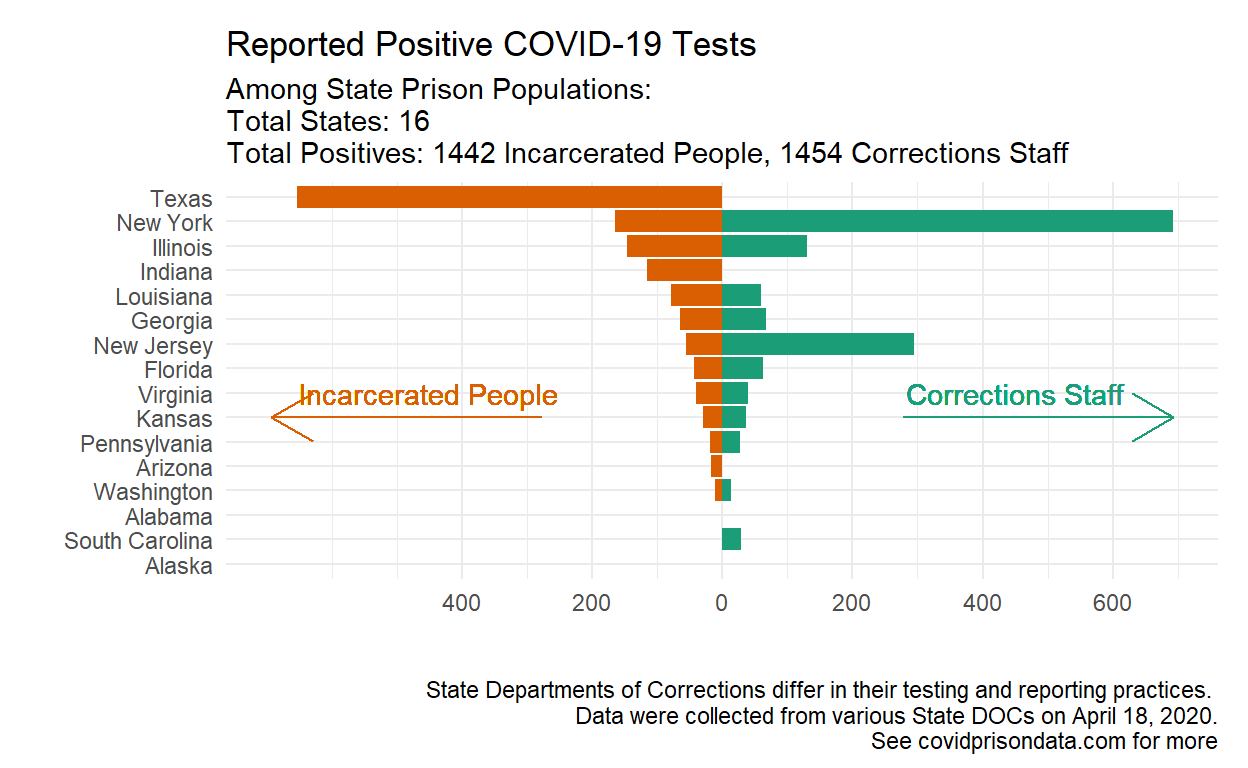 Reported Positive COVID-19 Tests
Among State Prison Populations:
Total States: 16
Total Positives: 1442 Incarcerated People, 1454 Corrections Staff
Texas
New York
Illinois
Indiana
Louisiana
Georgia
New Jersey
Florida
Virginia
Kansas
Pennsylvania
Arizona
Washington
Alabama
South Carolina
Alaska
Incarcerated People
Corrections Staff
400 200 0 200 400 600
State Departments of Corrections differ in their testing and reporting practices.
Data were collected from various State DOCs on April 18, 2020.
See covidprisondata.com for more